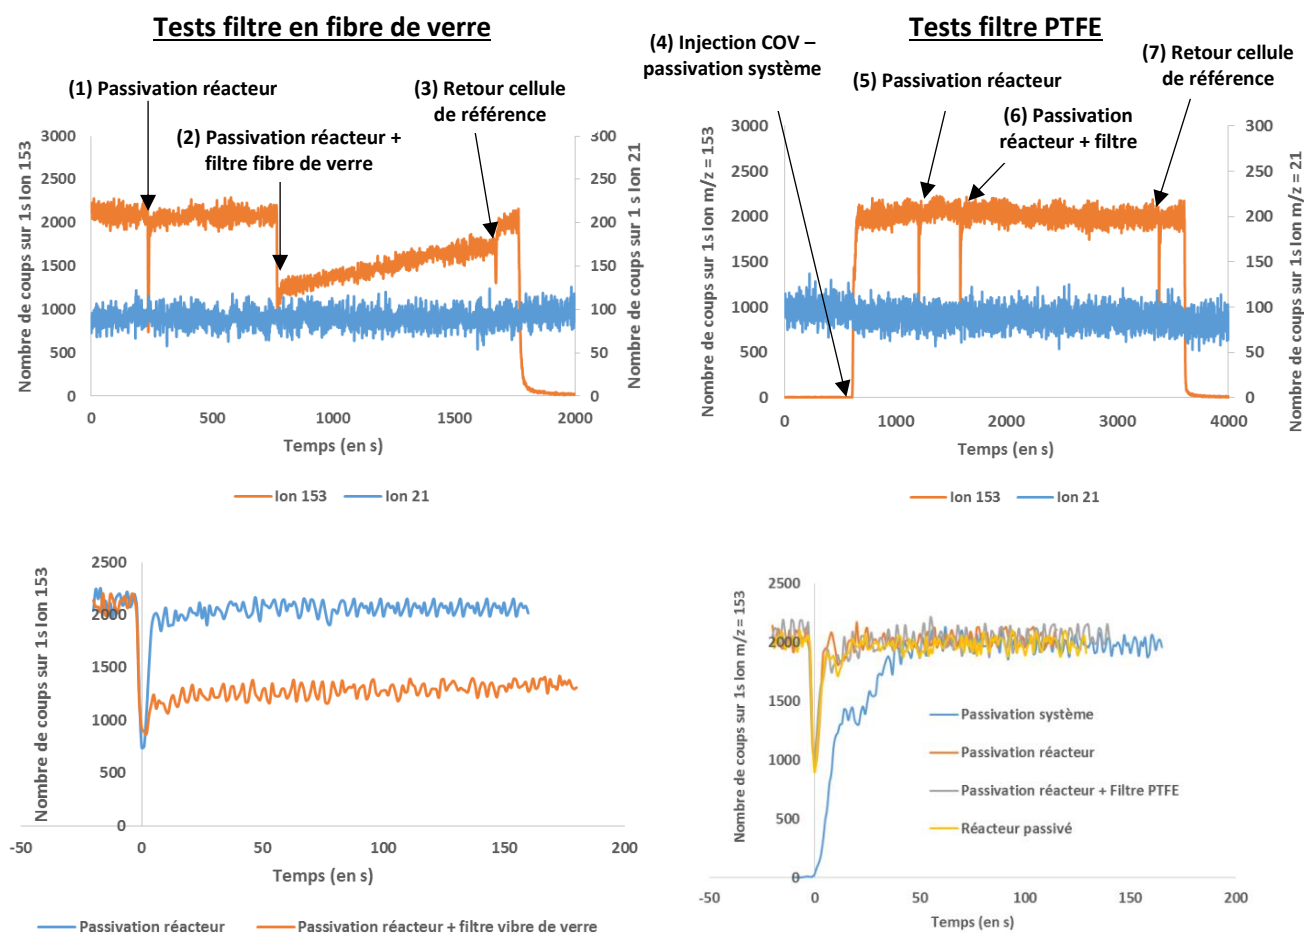 Tests filtre en fibre de verre
(1) Passivation réacteur
(2) Passivation réacteur +
filtre fibre de verre
(3) Retour cellule
de référence
Nombre de coups sur 1s Ion 153
3000
2500
2000
1500
1000
500
0
300
250
200
150
100
50
0
Nombre de coups sur 1 s Ion 21
0
500
1000
1500
2000
Temps (en s)
Ion 153
Ion 21
Tests filtre PTFE
(4) Injection COV –
passivation système
(5) Passivation réacteur
(6) Passivation
réacteur + filtre
(7) Retour cellule
de référence
Nombre de coups sur 1s Ion m/z = 153
3000
2500
2000
1500
1000
500
0
300
250
200
150
100
50
0
Nombre de coups sur 1s Ion m/z = 21
0
1000
2000
3000
4000
Temps (en s)
Ion 153
Ion 21
Nombre de coups sur 1s Ion 153
2500
2000
1500
1000
500
0
-50
0
50
100
150
200
Temps (en s)
Passivation réacteur
Passivation réacteur + filtre vibre de verre
Nombre de coups sur 1s Ion m/z = 153
2500
2000
1500
1000
500
0
Passivation système
Passivation réacteur
Passivation réacteur + Filtre PTFE
Réacteur passivé
-50
0
50
100
150
200
Temps (en s)